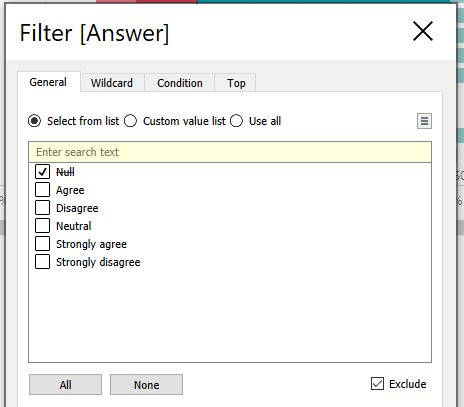 Filter [Answer]
General Wildcard Condition Top
Select from list Custom value list Use all
Enter search text
Null
Agree
Disagree
Neutral
Strongly agree
Strongly disagree
All None Exclude